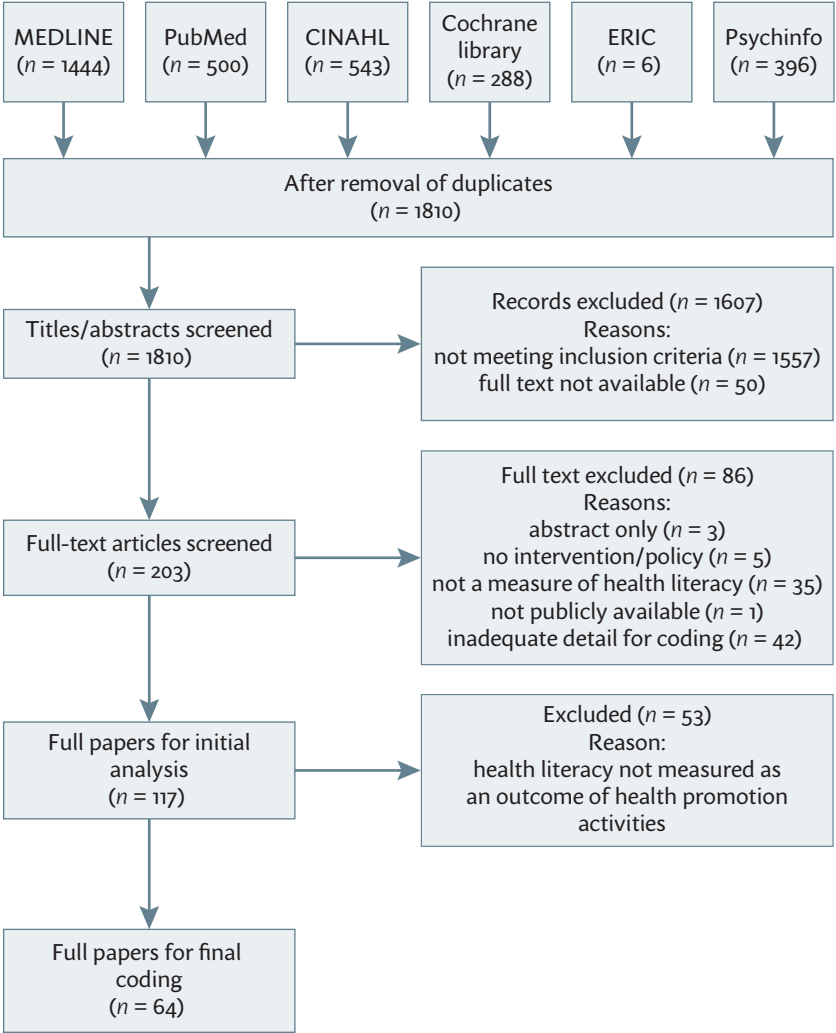 MEDLINE
(n = 1444)
PubMed
(n = 500)
CINAHL
(n = 543)
Cochrane
library
(n = 288)
ERIC
(n = 6)
Psychinfo
(n = 396)
After removal of duplicates
(n = 1810)
Titles/abstracts screened
(n = 1810)
Records excluded (n = 1607)
Reasons:
not meeting inclusion criteria (n = 1557)
full text not available (n = 50)
Full-text articles screened
(n = 203)
Full text excluded (n = 86)
Reasons:
abstract only (n = 3)
no intervention/policy (n = 5)
not a measure of health literacy (n = 35)
not publicly available (n = 1)
inadequate detail for coding (n = 42)
Full papers for initial
analysis
(n = 117)
Excluded (n = 53)
Reason:
health literacy not measured as
an outcome of health promotion
activities
Full papers for final
coding
(n = 64)